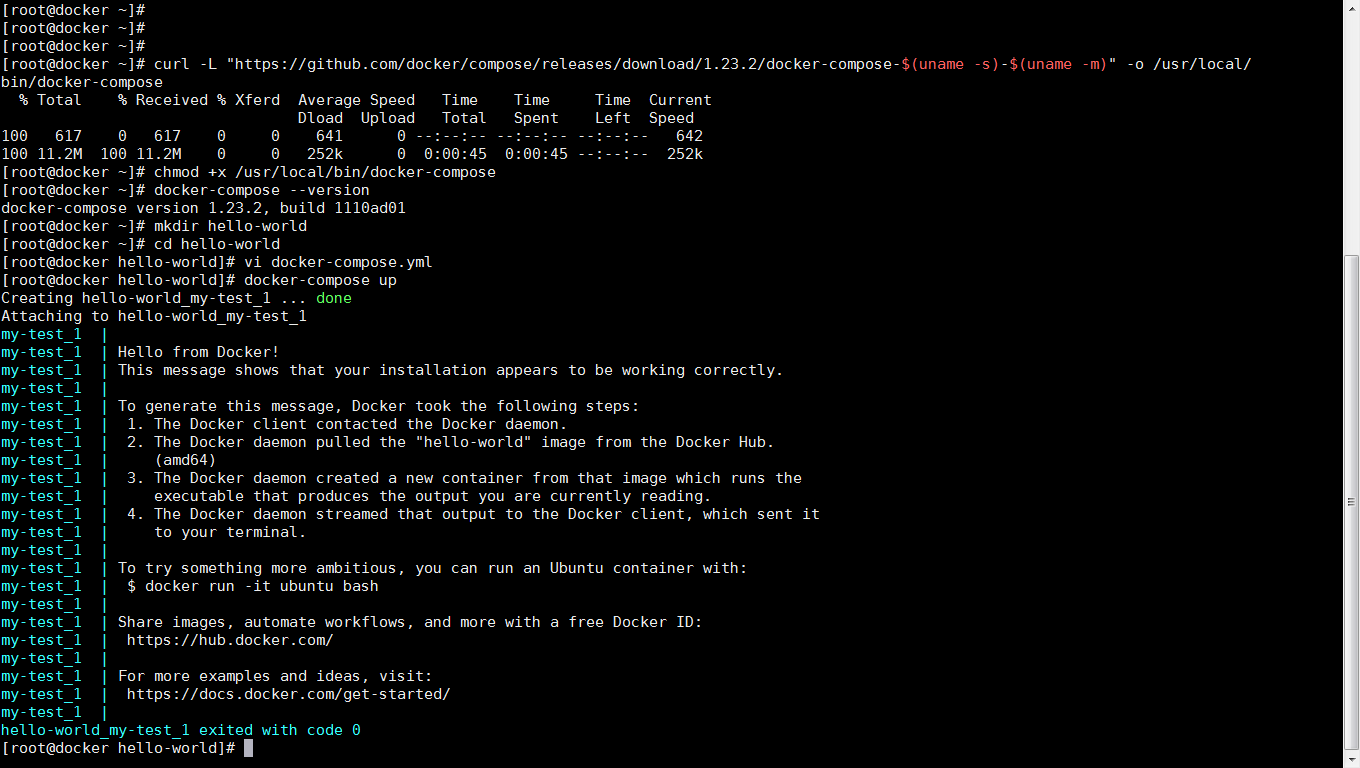 [root@docker ~]#
[root@docker ~]#
[root@docker ~]#
[root@docker ~]# curl -L "https://github.com/docker/compose/releases/download/1.23.2/docker-compose-$(uname -s)-$(uname -m)" -o /usr/local/
bin/docker-compose
  % Total    % Received % Xferd  Average Speed   Time    Time     Time  Current
                                 Dload  Upload   Total   Spent    Left  Speed
100   617    0   617    0     0    641      0 --:--:-- --:--:-- --:--:--   642
100 11.2M  100 11.2M    0     0   252k      0  0:00:45  0:00:45 --:--:--  252k
[root@docker ~]# chmod +x /usr/local/bin/docker-compose
[root@docker ~]# docker-compose --version
docker-compose version 1.23.2, build 1110ad01
[root@docker ~]# mkdir hello-world
[root@docker ~]# cd hello-world
[root@docker hello-world]# vi docker-compose.yml
[root@docker hello-world]# docker-compose up
Creating hello-world_my-test_1 ... done
Attaching to hello-world_my-test_1
my-test_1  |
my-test_1  | Hello from Docker!
my-test_1  | This message shows that your installation appears to be working correctly.
my-test_1  |
my-test_1  | To generate this message, Docker took the following steps:
my-test_1  |  1. The Docker client contacted the Docker daemon.
my-test_1  |  2. The Docker daemon pulled the "hello-world" image from the Docker Hub.
my-test_1  |     (amd64)
my-test_1  |  3. The Docker daemon created a new container from that image which runs the
my-test_1  |     executable that produces the output you are currently reading.
my-test_1  |  4. The Docker daemon streamed that output to the Docker client, which sent it
my-test_1  |     to your terminal.
my-test_1  |
my-test_1  | To try something more ambitious, you can run an Ubuntu container with:
my-test_1  |  $ docker run -it ubuntu bash
my-test_1  |
my-test_1  | Share images, automate workflows, and more with a free Docker ID:
my-test_1  |  https://hub.docker.com/
my-test_1  |
my-test_1  | For more examples and ideas, visit:
my-test_1  |  https://docs.docker.com/get-started/
my-test_1  |
hello-world_my-test_1 exited with code 0
[root@docker hello-world]#